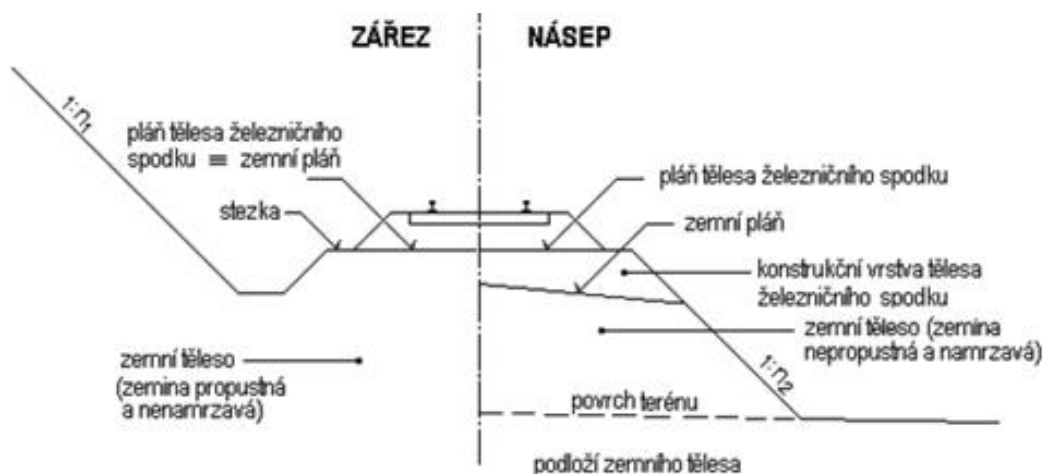 ZÁŘEZ
NÁSEP
1:n1
pláň tělesa železničního
spodku ≡ zemní pláň
stezka
pláň tělesa železničního spodku
zemní pláň
konstrukční vrstva tělesa
železničního spodku
zemní těleso (zemina
nepropustná a namrzavá)
zemní těleso
(zemina propustná
a nenamrzavá)
1:n2
povrch terénu
podloží zemního tělesa